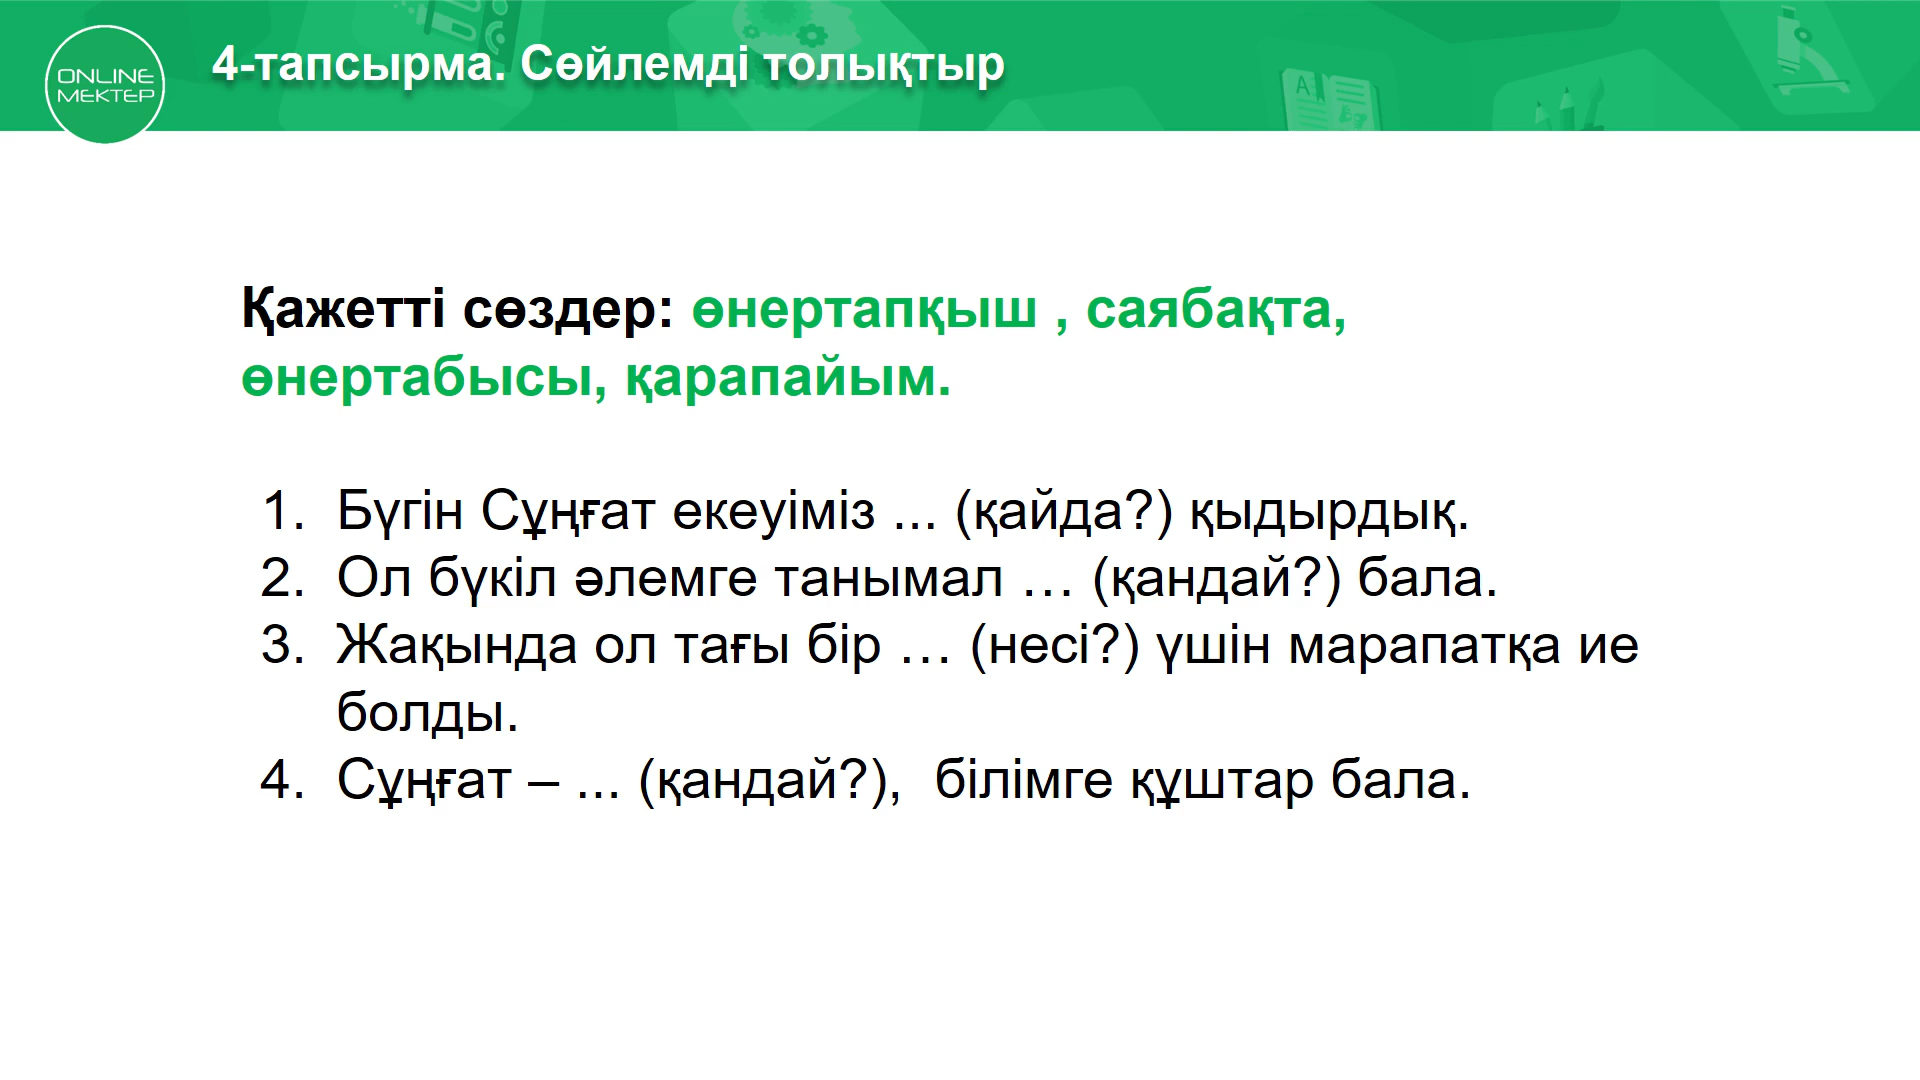 ONLINE
MEKTEP
4-тапсырма. Сөйлемді толықтыр
Қажетті сөздер: өнертапқыш , саябақта,
өнертабысы, қарапайым.
1. Бүгін Сұңғат екеуіміз ... (қайда?) қыдырдық.
2. Ол бүкіл әлемге танымал … (қандай?) бала.
3. Жақында ол тағы бір … (несі?) үшін марапатқа ие
болды.
4. Сұңғат – ... (қандай?), білімге құштар бала.